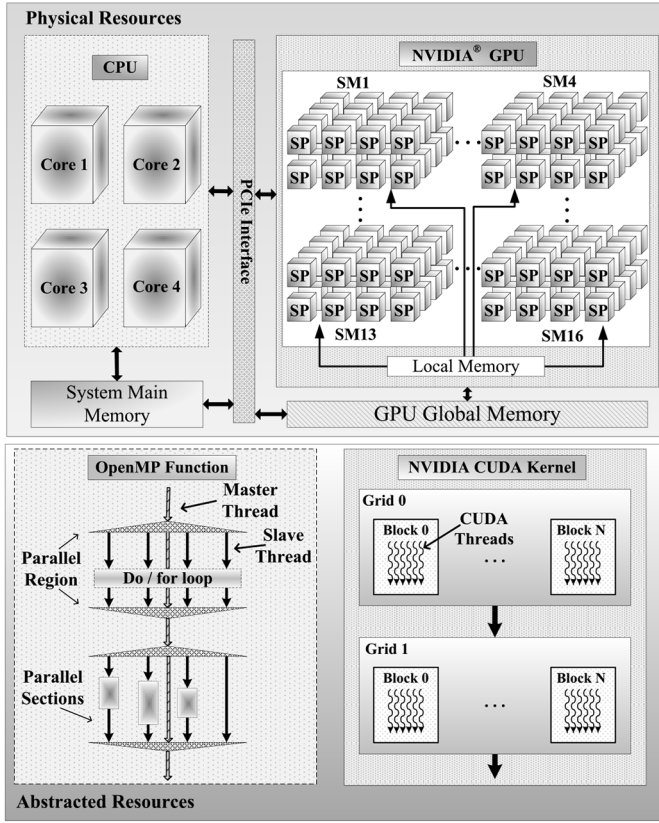 Physical Resources
CPU
Core 1
Core 2
Core 3
Core 4
System Main
Memory
PCIe Interface
NVIDIA® GPU
SM1
SM4
SP SP SP SP ... SP SP SP SP
SP SP SP SP SP SP SP SP
SP SP SP SP ... SP SP SP SP
SP SP SP SP SP SP SP SP
SM13
SM16
Local Memory
GPU Global Memory
OpenMP Function
Master
Thread
Slave
Thread
Parallel
Region
Do / for loop
Parallel
Sections
NVIDIA CUDA Kernel
Grid 0
Block 0
CUDA
Threads
...
Block N
Grid 1
Block 0
...
Block N
Abstracted Resources